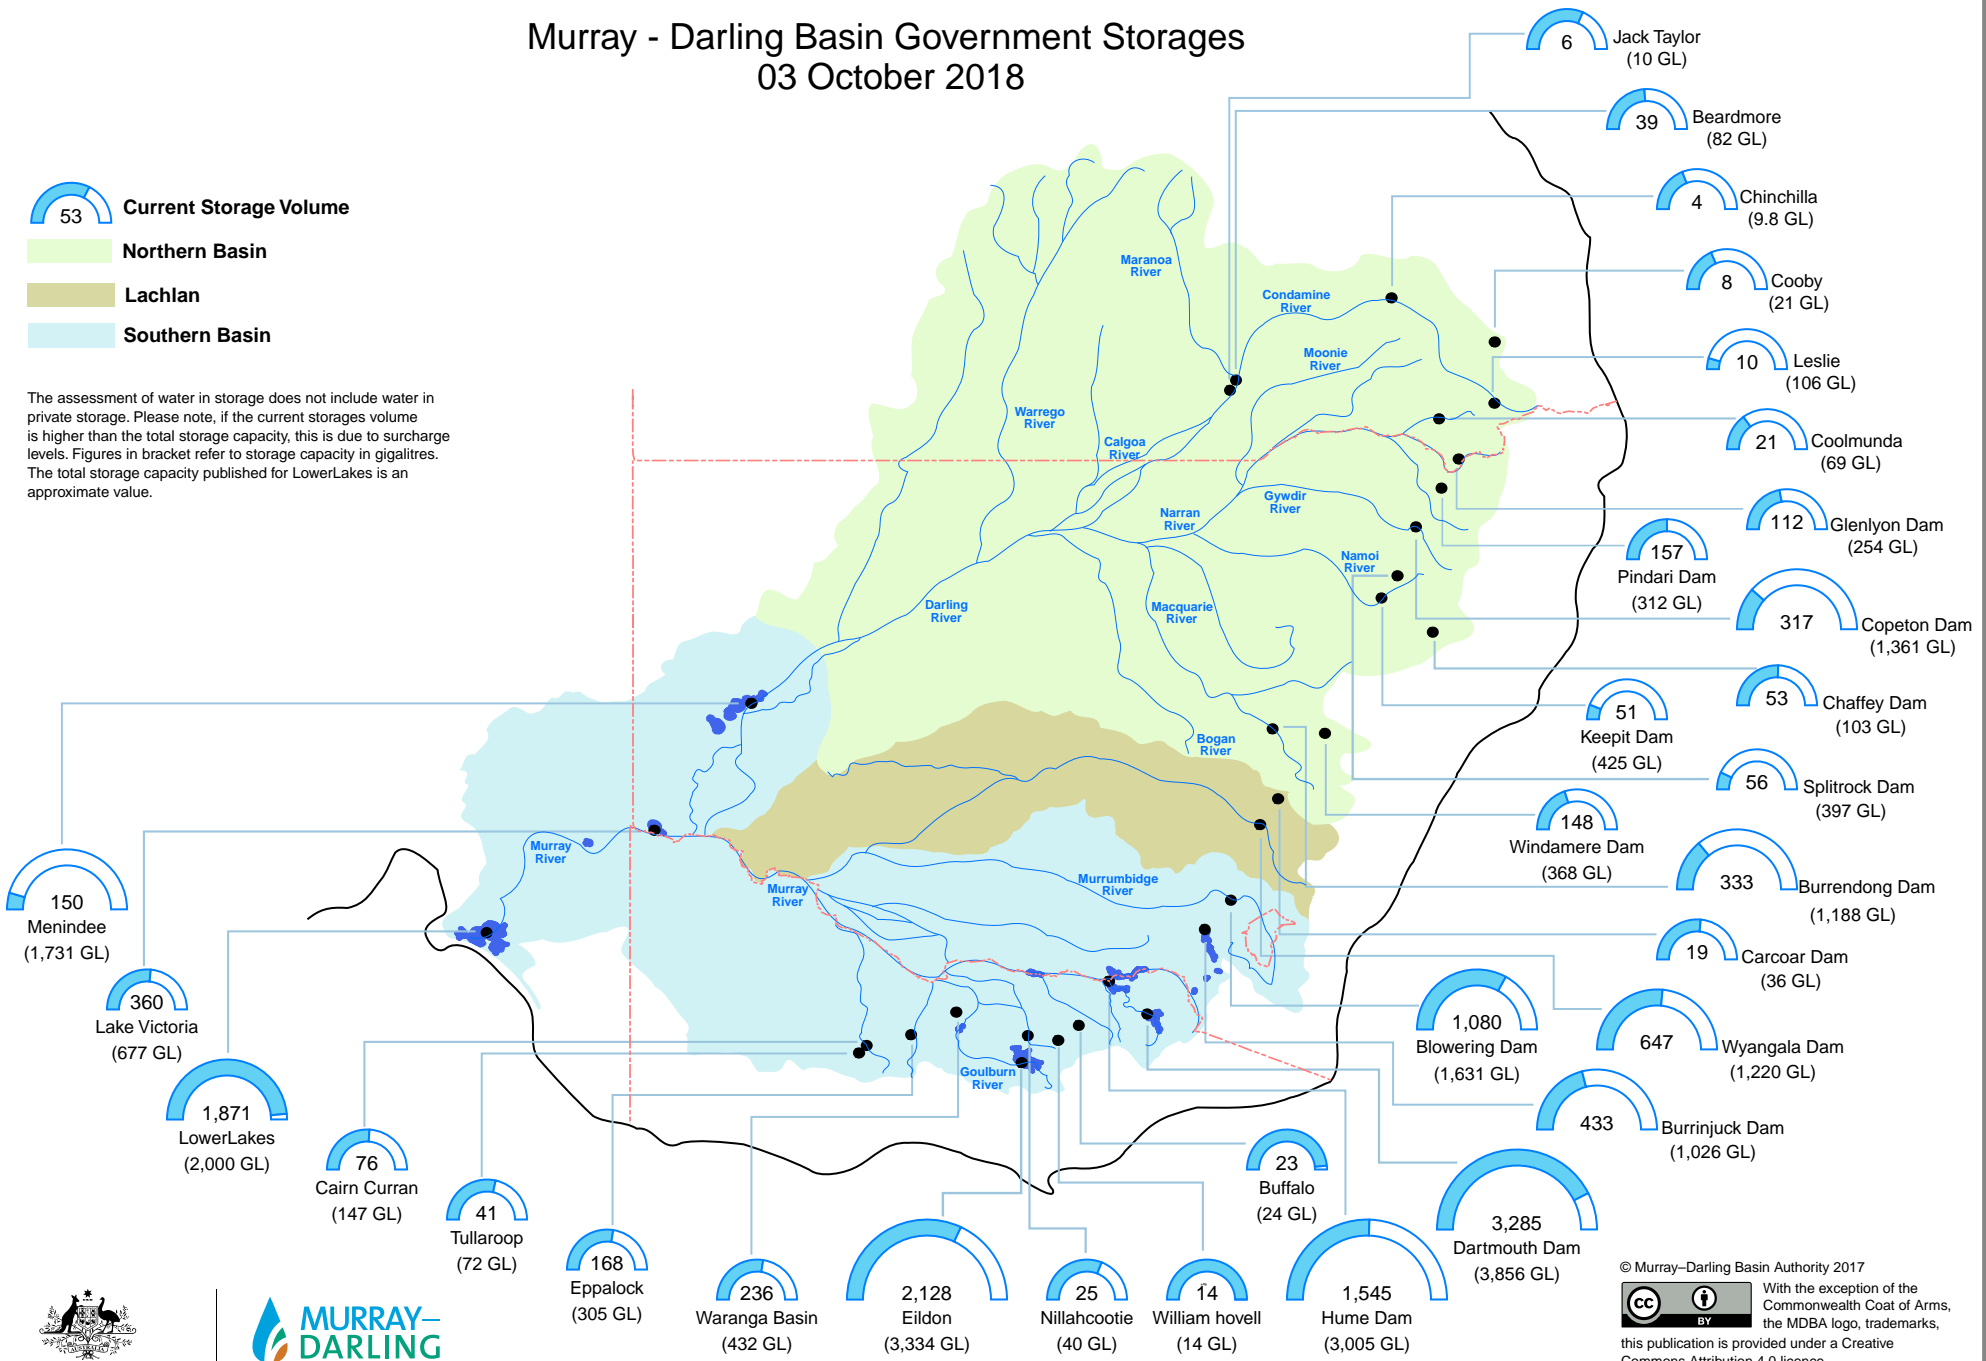 Murray - Darling Basin Government Storages
03 October 2018
53
Current Storage Volume
Northern Basin
Lachlan
Southern Basin
The assessment of water in storage does not include water in
private storage. Please note, if the current storages volume
is higher than the total storage capacity, this is due to surcharge
levels. Figures in bracket refer to storage capacity in gigalitres.
The total storage capacity published for LowerLakes is an
approximate value.
6
Jack Taylor
(10 GL)
39
Beardmore
(82 GL)
4
Chinchilla
(9.8 GL)
8
Cooby
(21 GL)
10
Leslie
(106 GL)
21
Coolmunda
(69 GL)
112
Glenlyon Dam
(254 GL)
157
Pindari Dam
(312 GL)
317
Copeton Dam
(1,361 GL)
53
Chaffey Dam
(103 GL)
51
Keepit Dam
(425 GL)
56
Splitrock Dam
(397 GL)
148
Windamere Dam
(368 GL)
333
Burrendong Dam
(1,188 GL)
19
Carcoar Dam
(36 GL)
1,080
Blowering Dam
(1,631 GL)
647
Wyangala Dam
(1,220 GL)
433
Burrinjuck Dam
(1,026 GL)
3,285
Dartmouth Dam
(3,856 GL)
23
Buffalo
(24 GL)
1,545
Hume Dam
(3,005 GL)
14
William hovell
(14 GL)
25
Nillahcootie
(40 GL)
2,128
Eildon
(3,334 GL)
236
Waranga Basin
(432 GL)
168
Eppalock
(305 GL)
41
Tullaroop
(72 GL)
76
Cairn Curran
(147 GL)
1,871
LowerLakes
(2,000 GL)
360
Lake Victoria
(677 GL)
150
Menindee
(1,731 GL)
Maranoa
River
Condamine
River
Moonie
River
Warrego
River
Calgoa
River
Gywdir
River
Narran
River
Namoi
River
Darling
River
Macquarie
River
Bogan
River
Murray
River
Murray
River
Murrumbidge
River
Goulburn
River
AUSTRALIA
MURRAY–
DARLING
© Murray–Darling Basin Authority 2017
cc
BY
With the exception of the
Commonwealth Coat of Arms,
the MDBA logo, trademarks,
this publication is provided under a Creative
Commons Attribution 4.0 licence